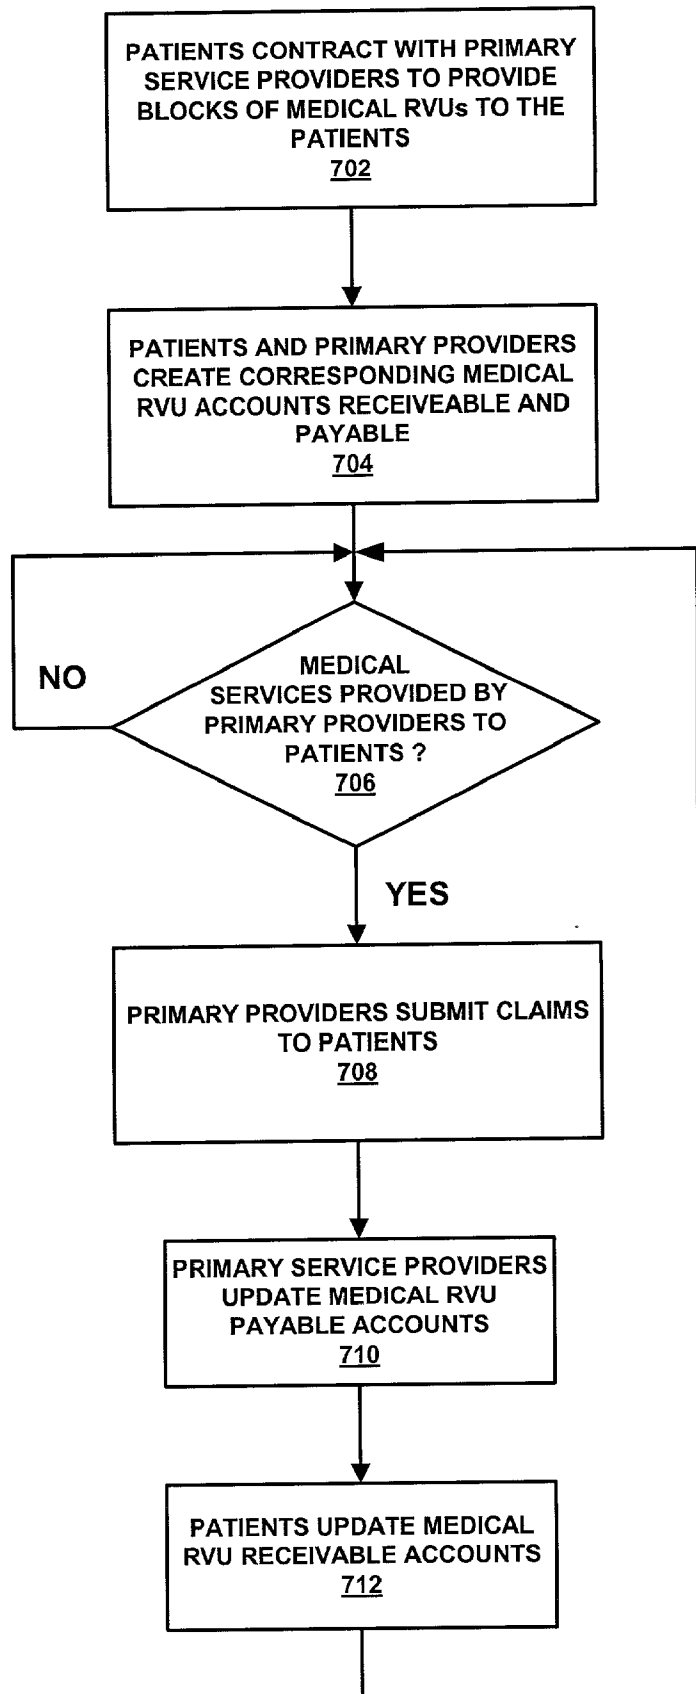 PATIENTS CONTRACT WITH PRIMARY
SERVICE PROVIDERS TO PROVIDE
BLOCKS OF MEDICAL RVUs TO THE
PATIENTS
702
PATIENTS AND PRIMARY PROVIDERS
CREATE CORRESPONDING MEDICAL
RVU ACCOUNTS RECEIVEABLE AND
PAYABLE
704
NO
MEDICAL
SERVICES PROVIDED BY
PRIMARY PROVIDERS TO
PATIENTS ?
706
YES
PRIMARY PROVIDERS SUBMIT CLAIMS
TO PATIENTS
708
PRIMARY SERVICE PROVIDERS
UPDATE MEDICAL RVU
PAYABLE ACCOUNTS
710
PATIENTS UPDATE MEDICAL
RVU RECEIVABLE ACCOUNTS
712